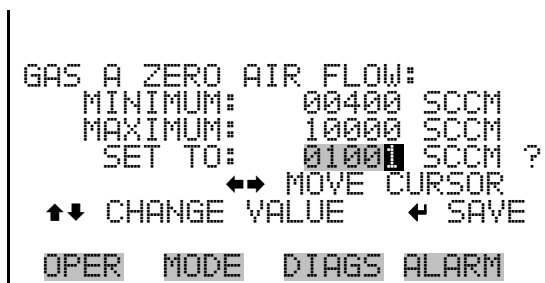 GAS A ZERO AIR FLOW:
MINIMUM: 00400 SCCM
MAXIMUM: 10000 SCCM
SET TO: 01001 SCCM ?
⬅➡ MOVE CURSOR
⬆⬇ CHANGE VALUE ↵ SAVE
OPER MODE DIAGS ALARM